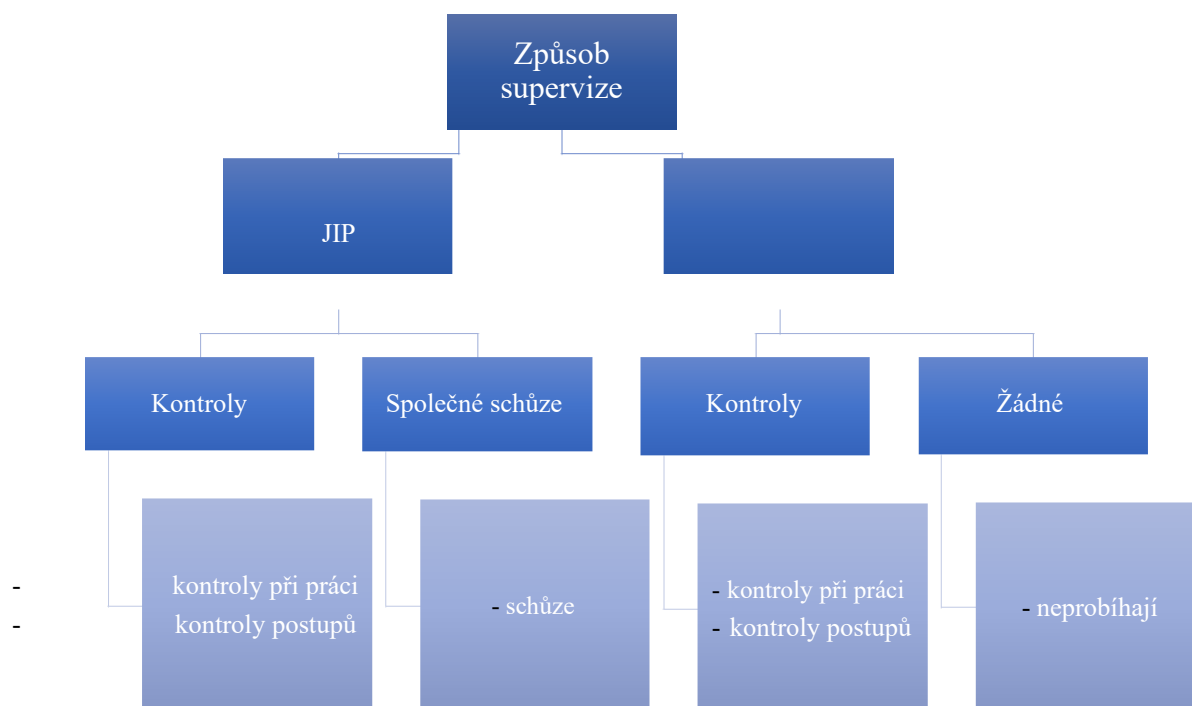 Způsob
supervize
JIP
Kontroly
Společné schůze
Kontroly
Žádné
- kontroly při práci
- kontroly postupů
- schůze
- kontroly při práci
- kontroly postupů
- neprobíhají